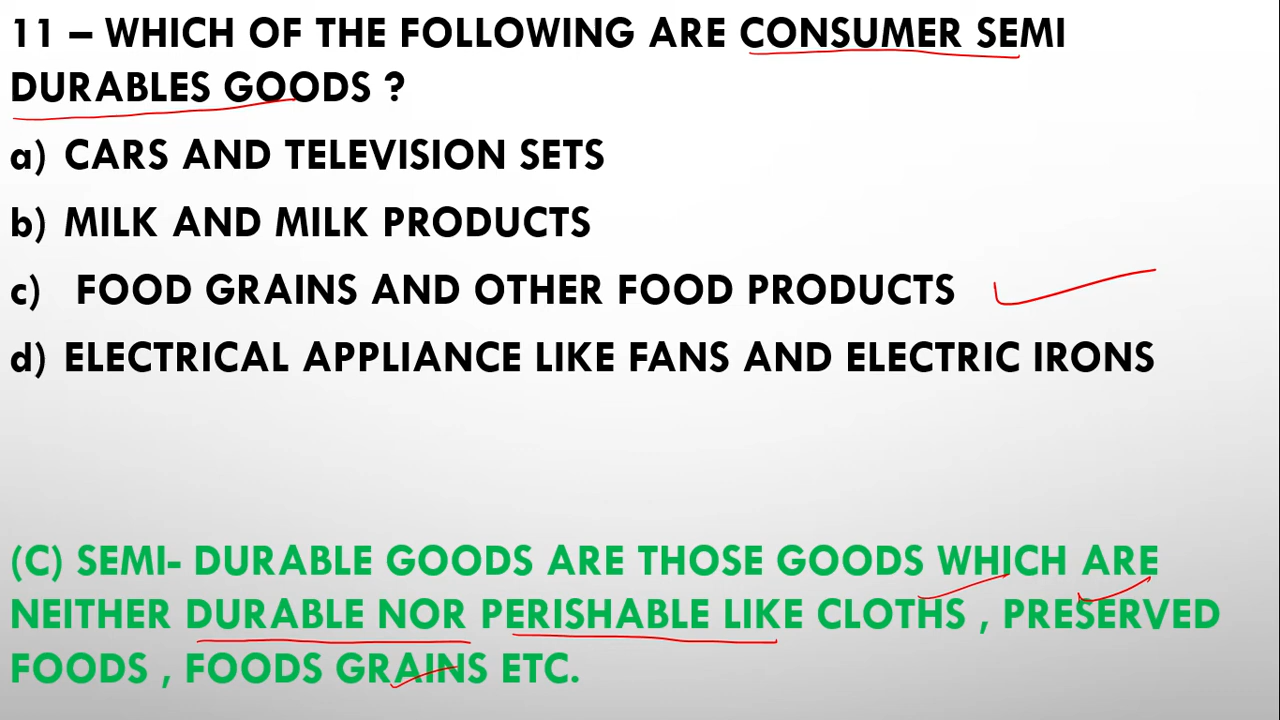 11 – WHICH OF THE FOLLOWING ARE CONSUMER SEMI
DURABLES GOODS ?
a) CARS AND TELEVISION SETS
b) MILK AND MILK PRODUCTS
c) FOOD GRAINS AND OTHER FOOD PRODUCTS
d) ELECTRICAL APPLIANCE LIKE FANS AND ELECTRIC IRONS
(C) SEMI- DURABLE GOODS ARE THOSE GOODS WHICH ARE
NEITHER DURABLE NOR PERISHABLE LIKE CLOTHS , PRESERVED
FOODS , FOODS GRAINS ETC.